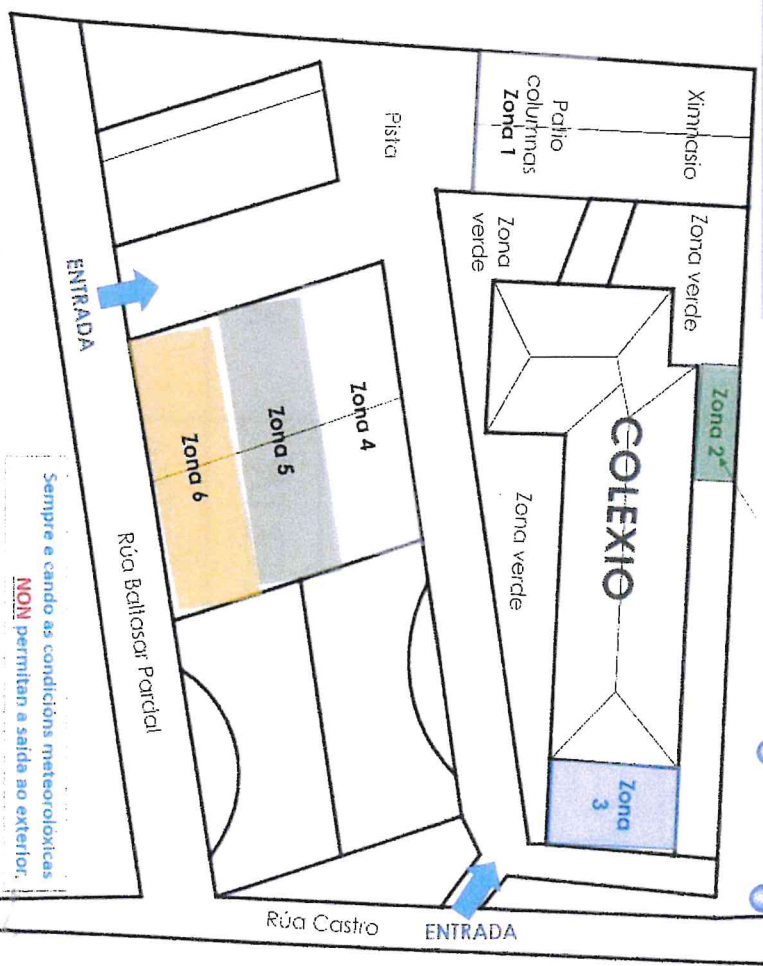 Ximnasio
Patio
columnas
Zona 1
Pista
Zona verde
Zona
verde
Zona 2*
COLEXIO
Zona verde
Zona
3
ENTRADA
Zona 4
Zona 5
Zona 6
Rúa Baltasar Pardal
Rúa Castro
ENTRADA
Sempre e cando as condicións meteorolóxicas
NON permitan a saída ao exterior.